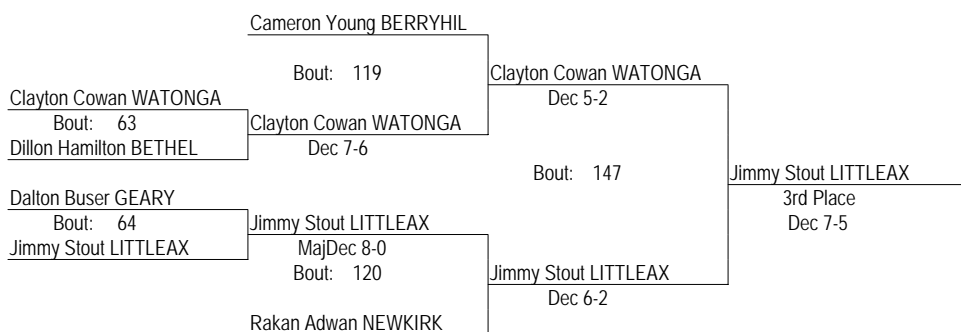 Cameron Young BERRYHIL
Bout: 119
Clayton Cowan WATONGA
Dec 5-2
Clayton Cowan WATONGA
Bout: 63
Clayton Cowan WATONGA
Dillon Hamilton BETHEL
Dec 7-6
Bout: 147
Jimmy Stout LITTLEAX
3rd Place
Dec 7-5
Dalton Buser GEARY
Bout: 64
Jimmy Stout LITTLEAX
Jimmy Stout LITTLEAX
MajDec 8-0
Bout: 120
Jimmy Stout LITTLEAX
Dec 6-2
Rakan Adwan NEWKIRK